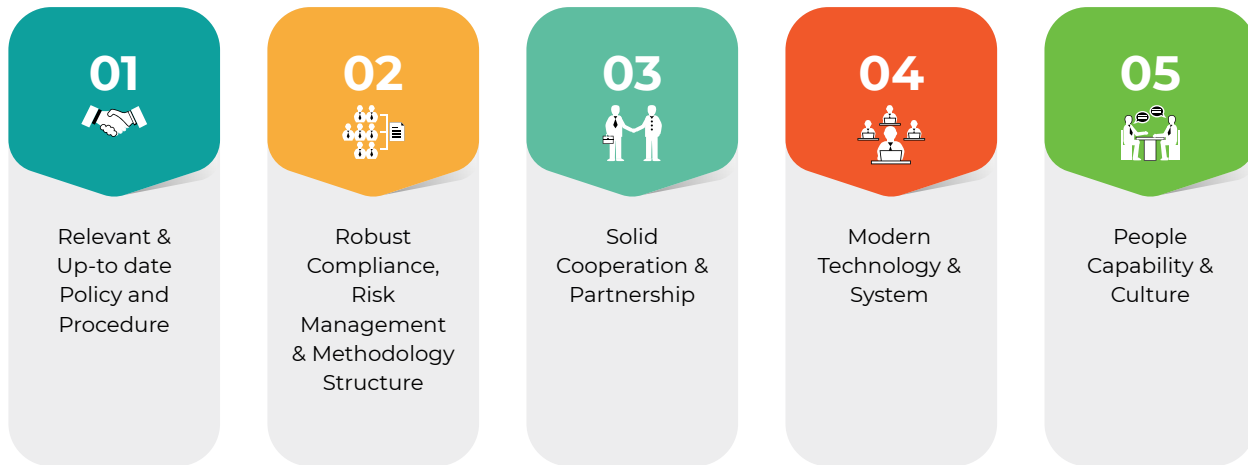 01
Relevant &
Up-to date
Policy and
Procedure
02
Robust
Compliance,
Risk
Management
& Methodology
Structure
03
Solid
Cooperation &
Partnership
04
Modern
Technology &
System
05
People
Capability &
Culture